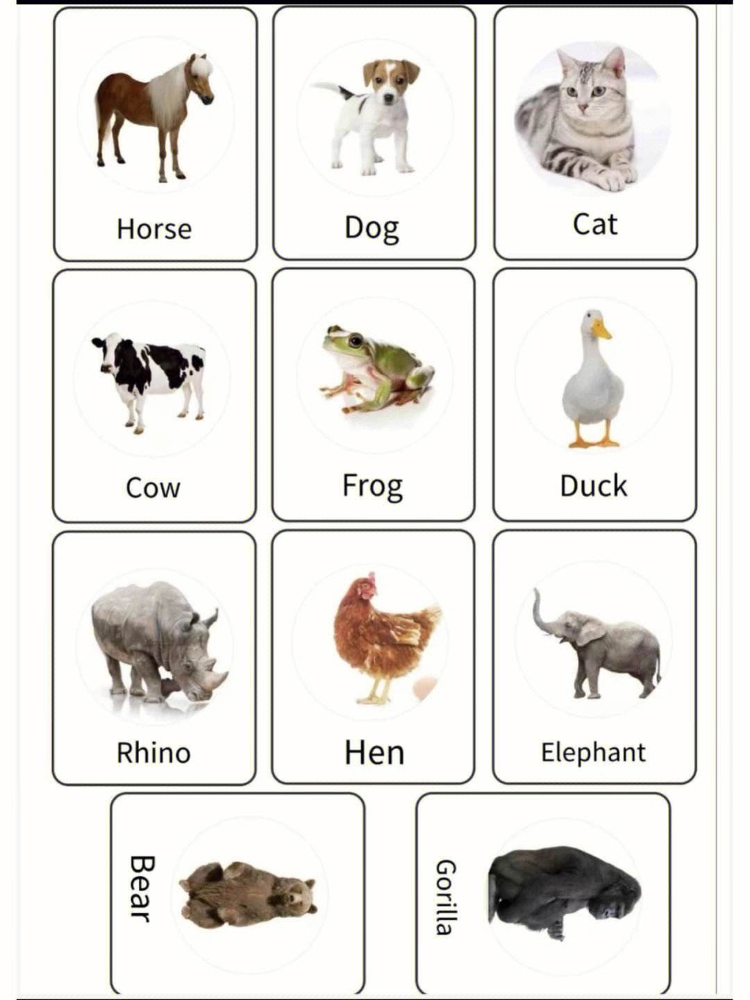 Horse
Dog
Cat
Cow
Frog
Duck
Rhino
Hen
Elephant
Bear
Gorilla